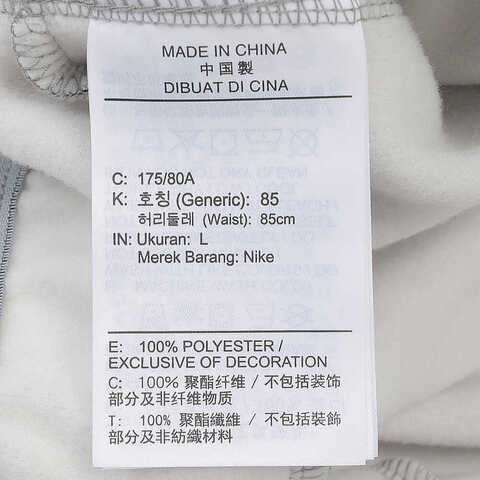 MADE IN CHINA
中国製
DIBUAT DI CINA
C: 175/80A
K: 호칭 (Generic): 85
허리둘레 (Waist): 85cm
IN: Ukuran: L
Merek Barang: Nike
E: 100% POLYESTER /
EXCLUSIVE OF DECORATION
C: 100% 聚酯纤维 / 不包括装饰
部分及非纤维物质
T: 100% 聚酯纖維 / 不包括裝飾
部分及非紡織材料